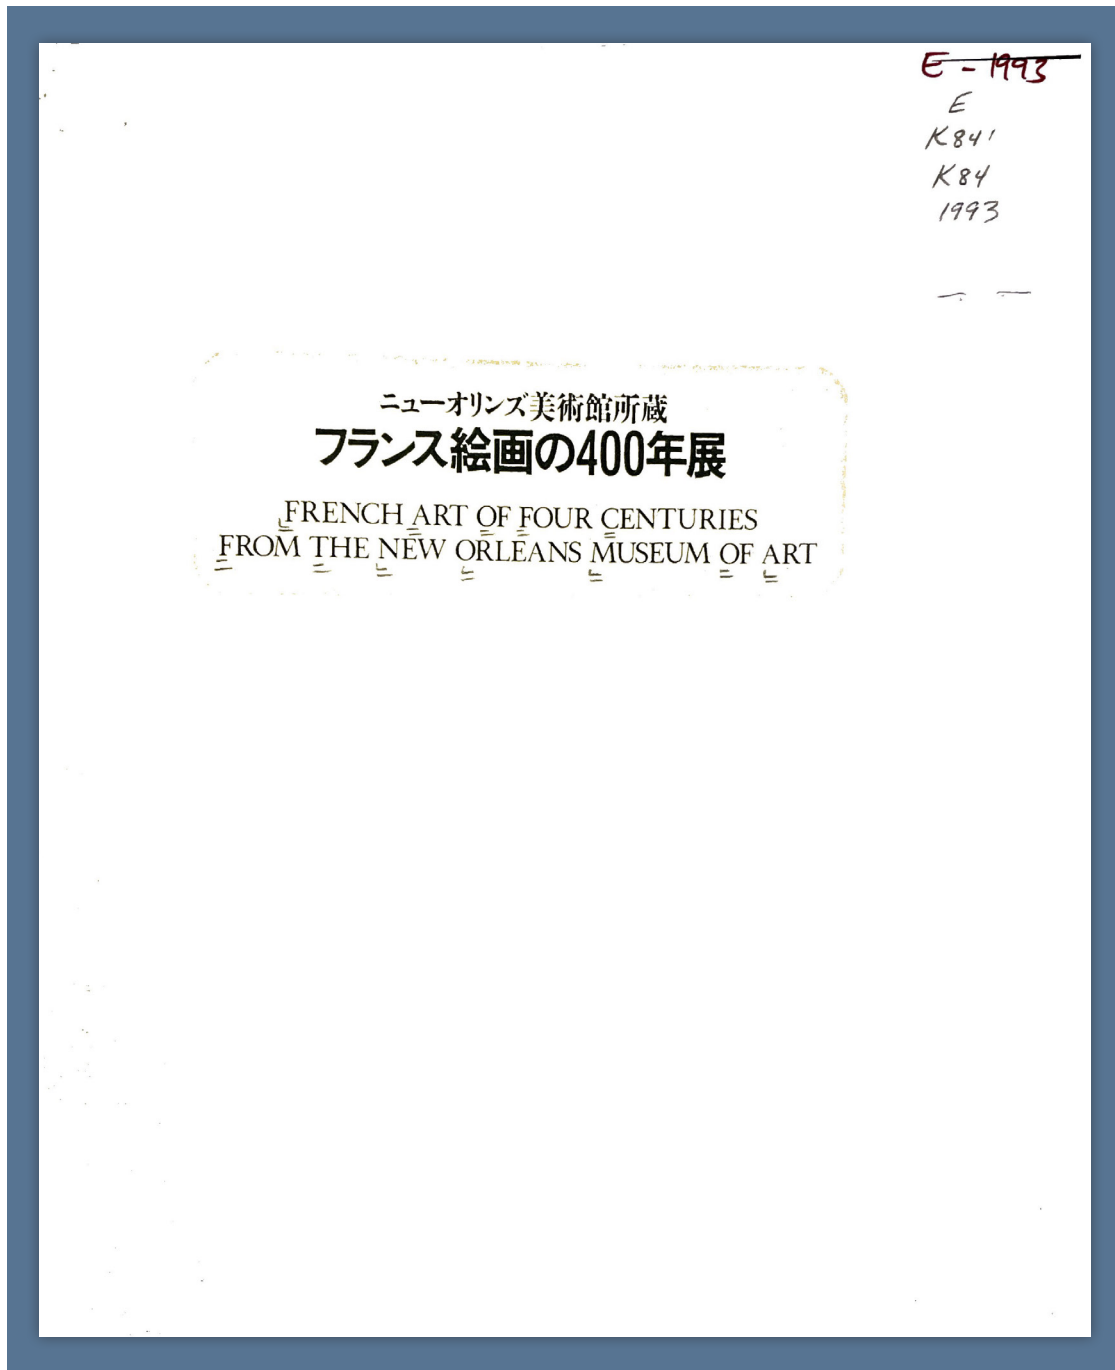 E - 1993
E
K841
K84
1993
ニューオリンズ美術館所蔵
フランス絵画の400年展
FRENCH ART OF FOUR CENTURIES
FROM THE NEW ORLEANS MUSEUM OF ART